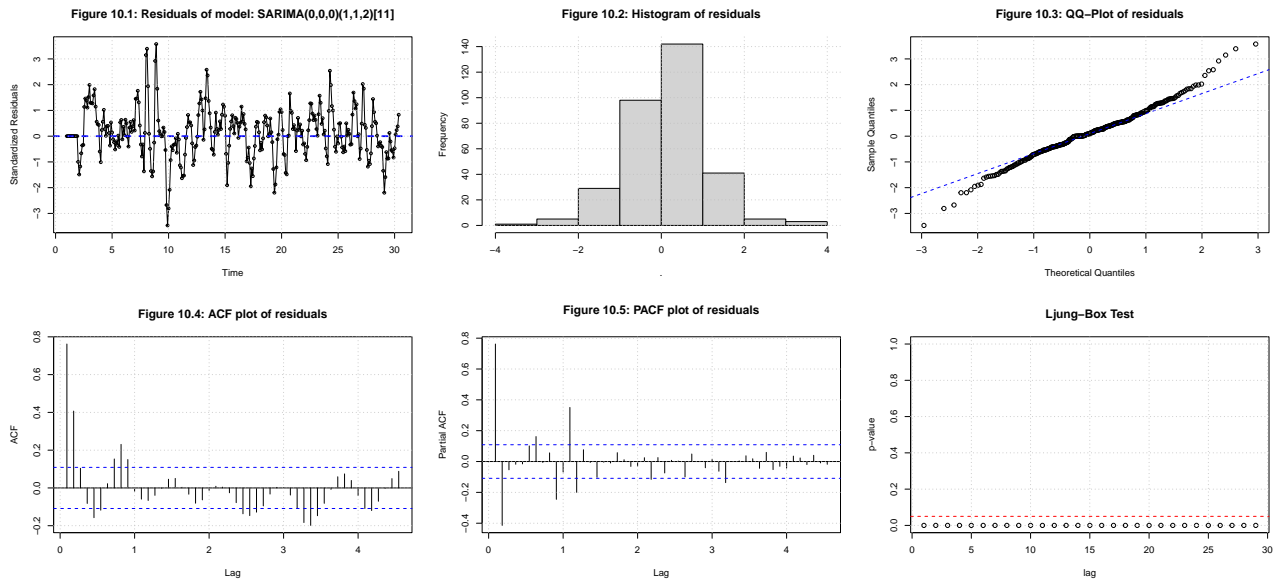 Figure 10.1: Residuals of model: SARIMA(0,0,0)(1,1,2)[11]
Standardized Residuals
3
2
1
0
−1
−2
−3
0 5 10 15 20 25 30
Time
Figure 10.2: Histogram of residuals
Frequency
140
100
80
60
40
20
0
−4 −2 0 2 4
.
Figure 10.3: QQ−Plot of residuals
Sample Quantiles
3
2
1
0
−1
−2
−3
−3 −2 −1 0 1 2 3
Theoretical Quantiles
Figure 10.4: ACF plot of residuals
ACF
0.8
0.6
0.4
0.2
0.0
−0.2
0 1 2 3 4
Lag
Figure 10.5: PACF plot of residuals
Partial ACF
0.8
0.6
0.4
0.2
0.0
−0.2
−0.4
0 1 2 3 4
Lag
Ljung−Box Test
p−value
1.0
0.8
0.6
0.4
0.2
0.0
0 5 10 15 20 25 30
lag